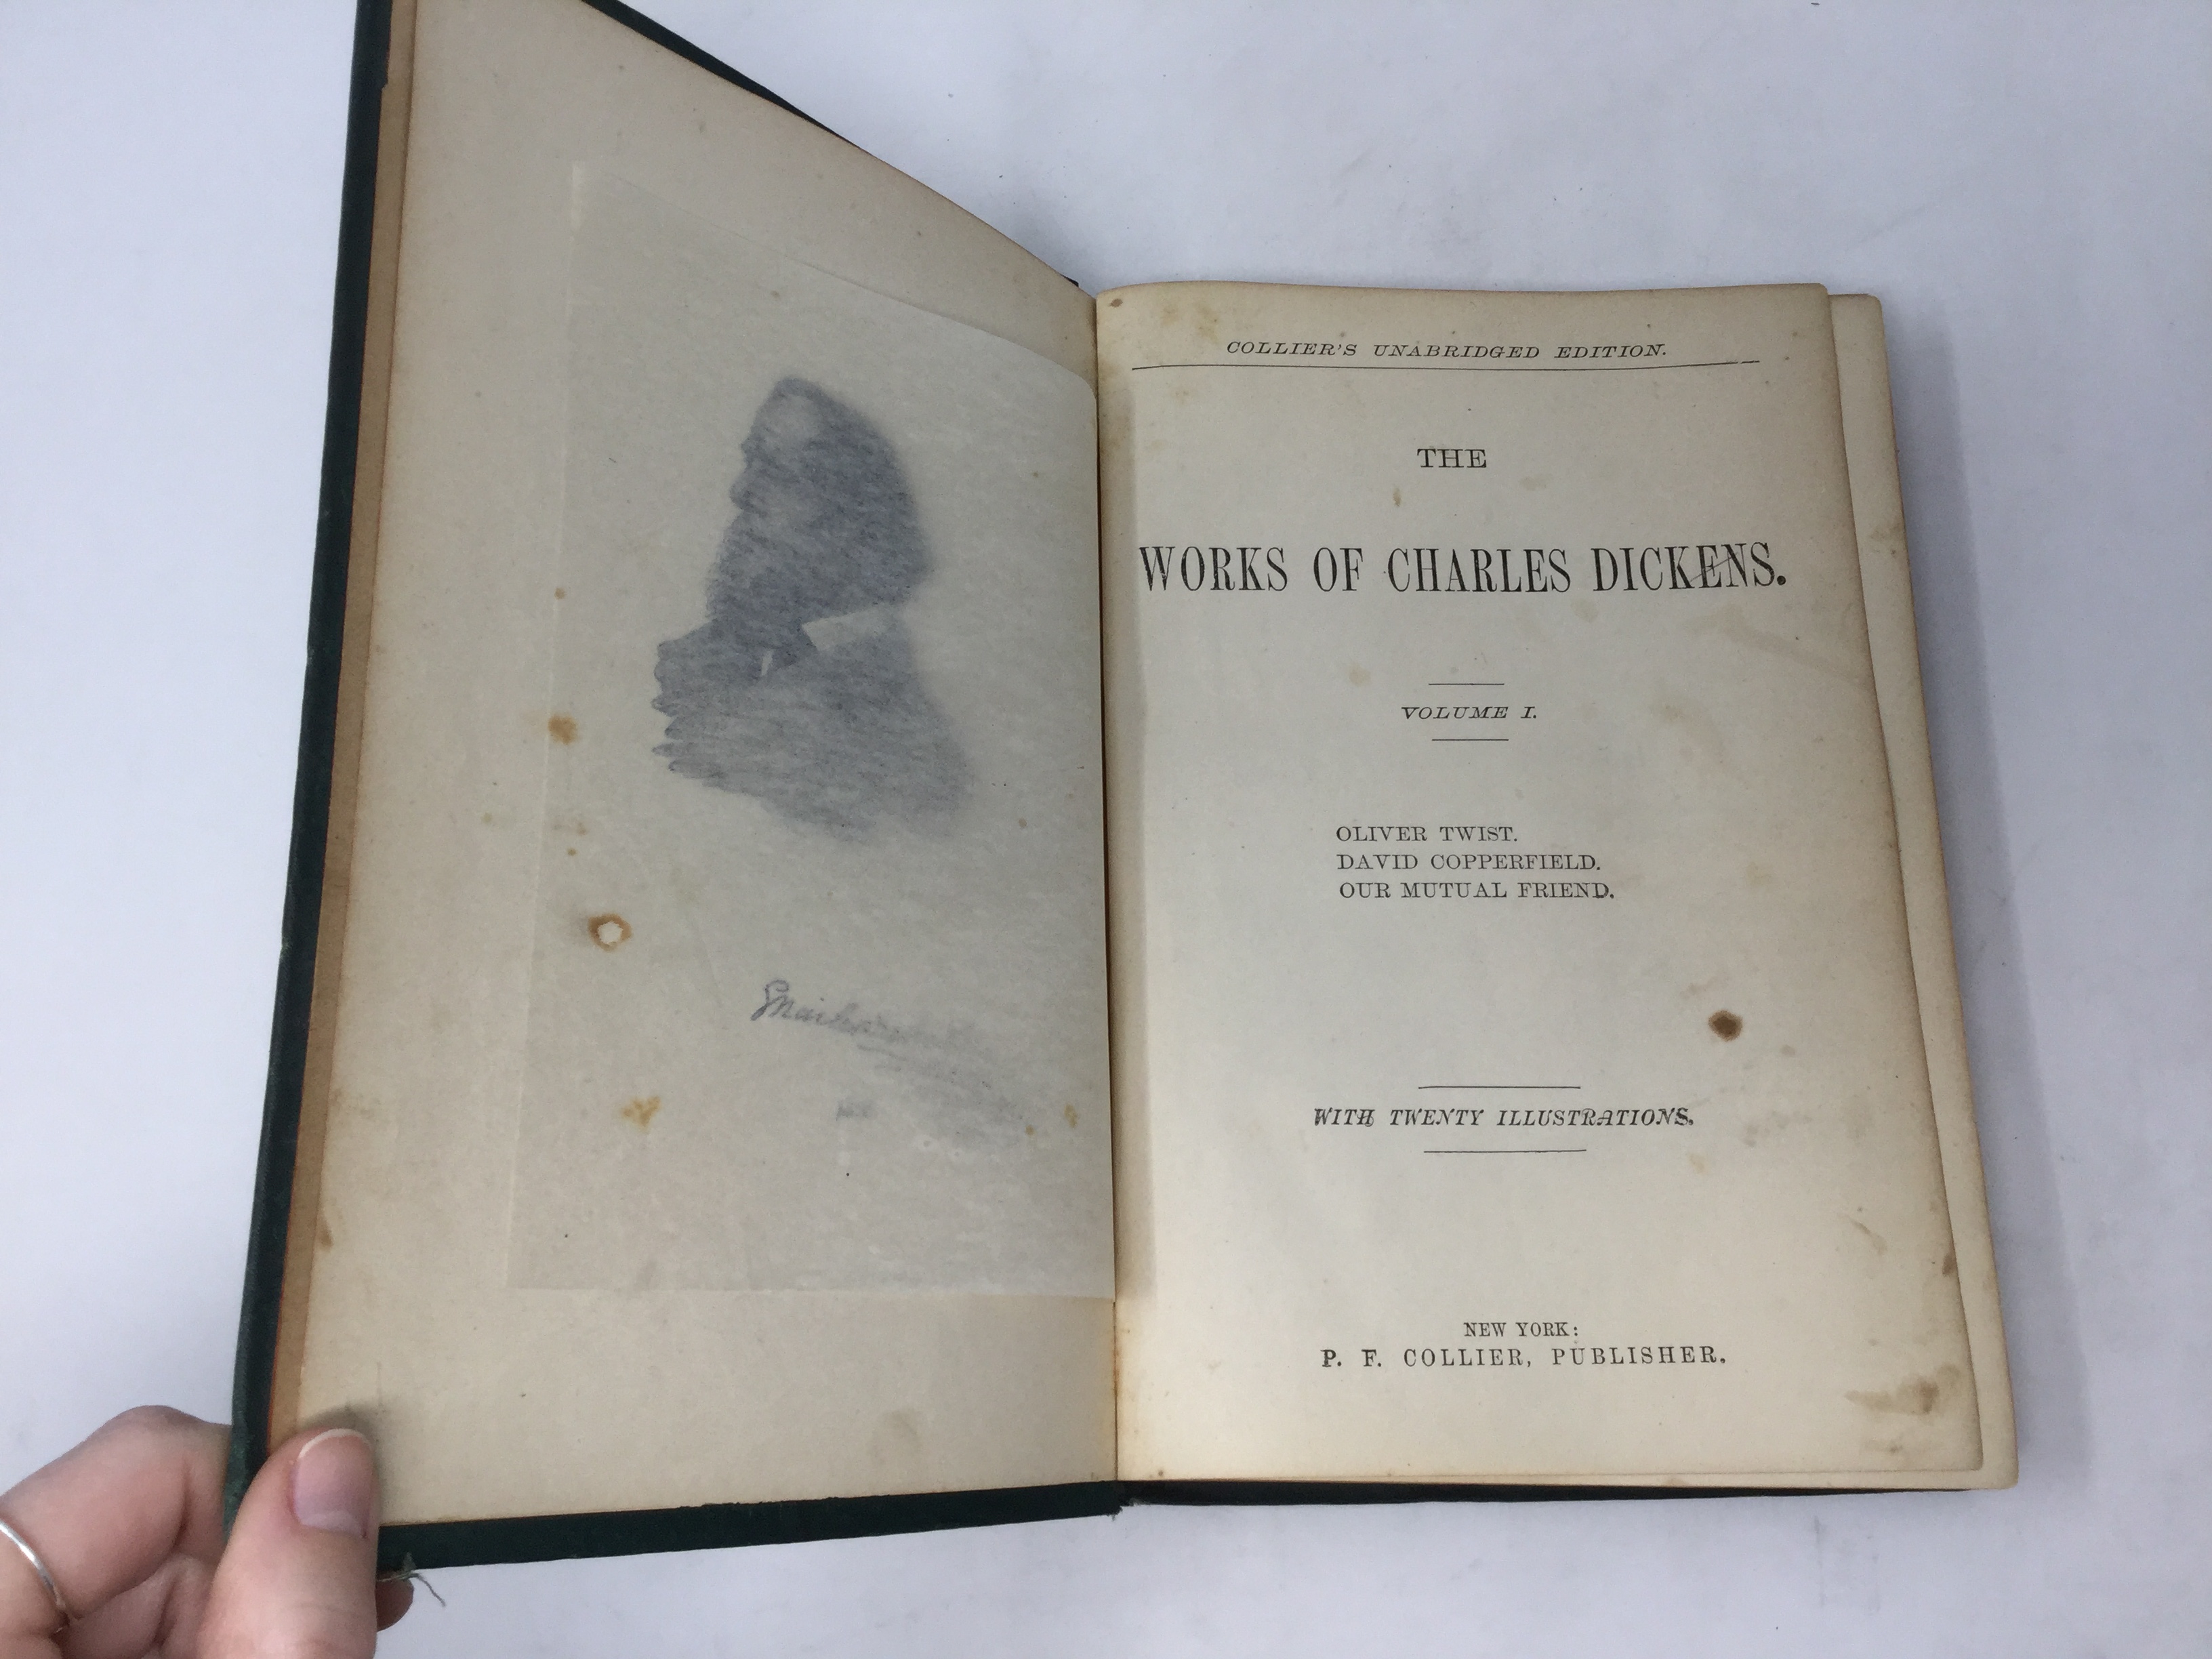 COLLIER'S UNABRIDGED EDITION.
THE
WORKS OF CHARLES DICKENS.
VOLUME I.
OLIVER TWIST.
DAVID COPPERFIELD.
OUR MUTUAL FRIEND.
WITH TWENTY ILLUSTRATIONS.
NEW YORK:
P. F. COLLIER, PUBLISHER.